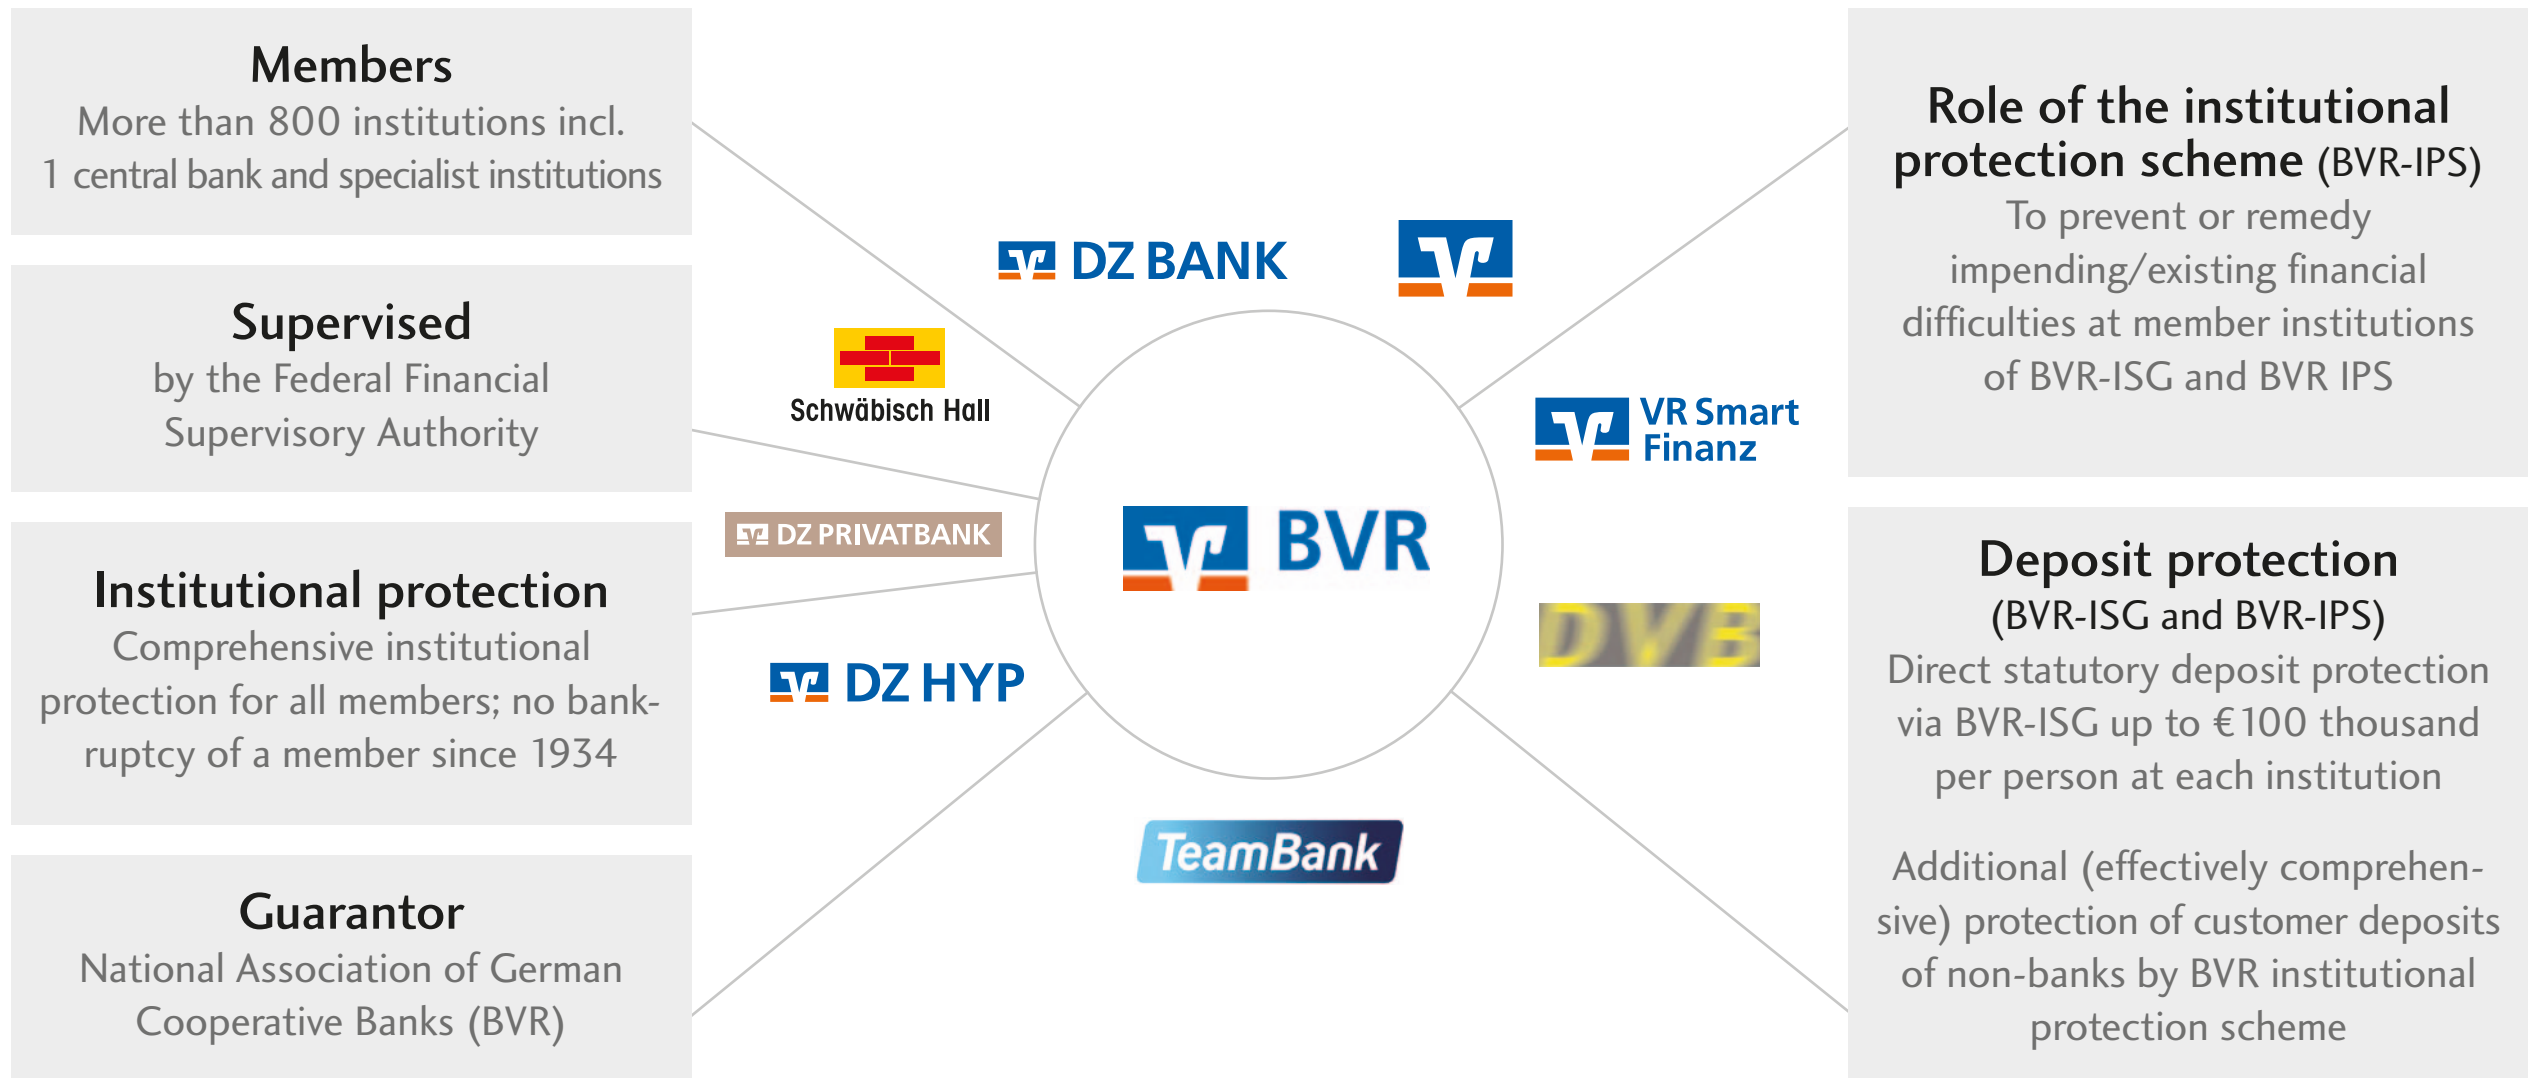 Members
More than 800 institutions incl.
1 central bank and specialist institutions
Supervised
by the Federal Financial
Supervisory Authority
Institutional protection
Comprehensive institutional
protection for all members; no bank-
ruptcy of a member since 1934
Guarantor
National Association of German
Cooperative Banks (BVR)
DZ BANK
Schwäbisch Hall
VR Smart
Finanz
DZ PRIVATBANK
BVR
DVB
DZ HYP
TeamBank
Role of the institutional
protection scheme (BVR-IPS)
To prevent or remedy
impending/existing financial
difficulties at member institutions
of BVR-ISG and BVR IPS
Deposit protection
(BVR-ISG and BVR-IPS)
Direct statutory deposit protection
via BVR-ISG up to €100 thousand
per person at each institution
Additional (effectively comprehen-
sive) protection of customer deposits
of non-banks by BVR institutional
protection scheme